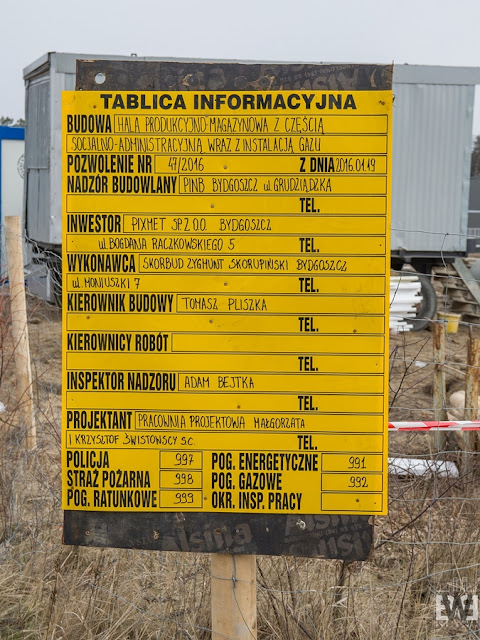 TABLICA INFORMACYJNA
BUDOWA HALA PRODUKCYJNO-MAGAZYNOWA Z CZĘŚCIĄ
SOCJALNO-ADMINISTRACYJNĄ WRAZ Z INSTALACJĄ GAZU
POZWOLENIE NR 47/2016 Z DNIA 2016.01.19
NADZÓR BUDOWLANY PINB BYDGOSZCZ ul. GRUDZIĄDZKA
TEL.
INWESTOR PIXMET SP. Z O.O. BYDGOSZCZ
ul. BOGDANA RACZKOWSKIEGO 5 TEL.
WYKONAWCA SKORBUD ZYGMUNT SKORUPIŃSKI BYDGOSZCZ
ul. MONIUSZKI 7 TEL.
KIEROWNIK BUDOWY TOMASZ PLISZKA
TEL.
KIEROWNICY ROBÓT
TEL.
INSPEKTOR NADZORU ADAM BEJTKA
TEL.
PROJEKTANT PRACOWNIA PROJEKTOWA MAŁGORZATA
I KRZYSZTOF ŚWISTOWSCY S.C. TEL.
POLICJA 997 POG. ENERGETYCZNE 991
STRAŻ POŻARNA 998 POG. GAZOWE 992
POG. RATUNKOWE 999 OKR. INSP. PRACY